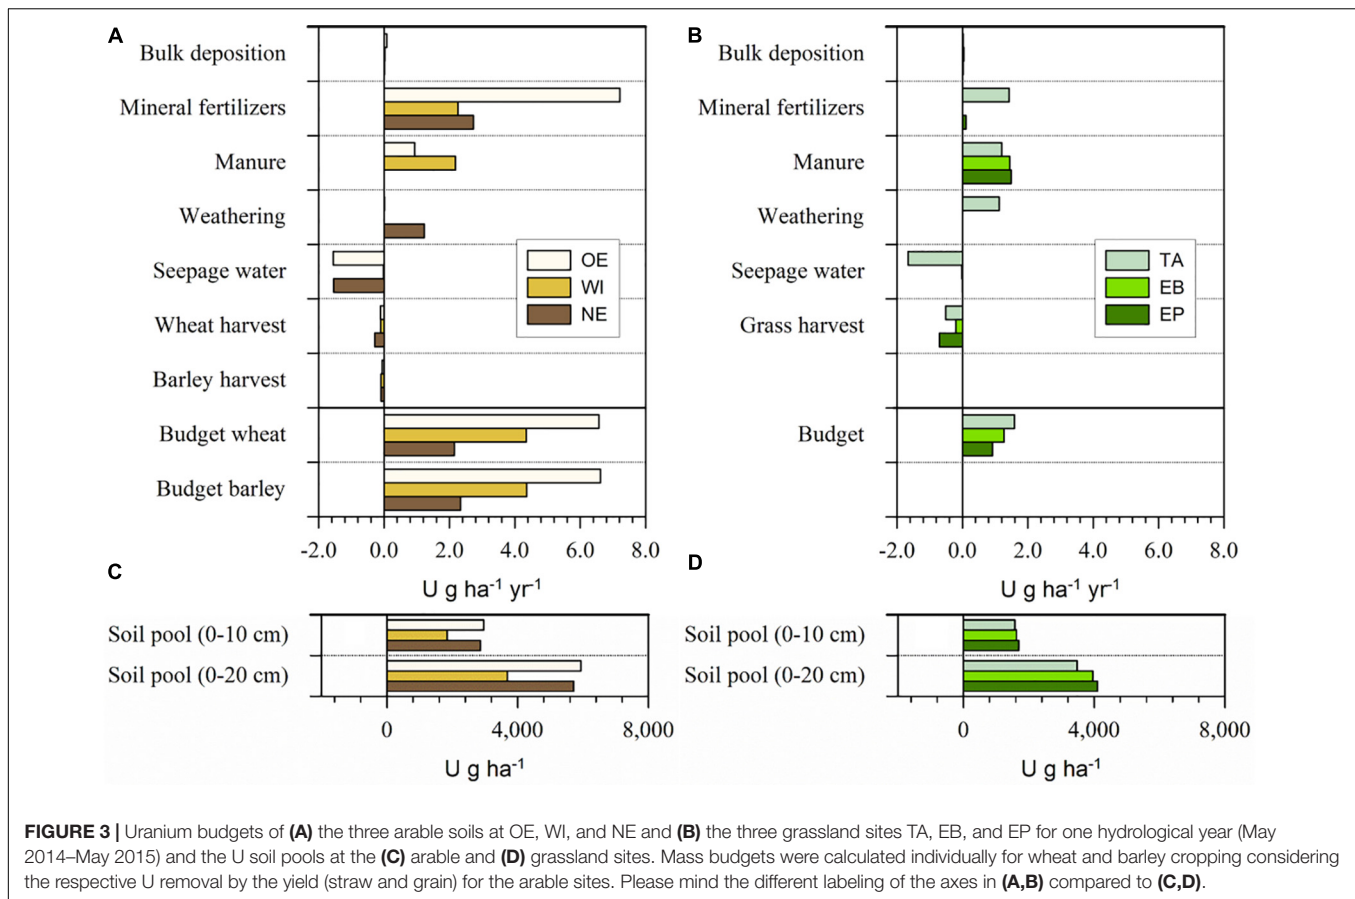 A
Bulk deposition
Mineral fertilizers
Manure
Weathering
Seepage water
Wheat harvest
Barley harvest
Budget wheat
Budget barley
OE
WI
NE
-2.0 0.0 2.0 4.0 6.0 8.0
U g ha⁻¹ yr⁻¹
B
Bulk deposition
Mineral fertilizers
Manure
Weathering
Seepage water
Grass harvest
Budget
TA
EB
EP
-2.0 0.0 2.0 4.0 6.0 8.0
U g ha⁻¹ yr⁻¹
C
Soil pool (0-10 cm)
Soil pool (0-20 cm)
0 4,000 8,000
U g ha⁻¹
D
Soil pool (0-10 cm)
Soil pool (0-20 cm)
0 4,000 8,000
U g ha⁻¹
FIGURE 3 | Uranium budgets of (A) the three arable soils at OE, WI, and NE and (B) the three grassland sites TA, EB, and EP for one hydrological year (May
2014–May 2015) and the U soil pools at the (C) arable and (D) grassland sites. Mass budgets were calculated individually for wheat and barley cropping considering
the respective U removal by the yield (straw and grain) for the arable sites. Please mind the different labeling of the axes in (A,B) compared to (C,D).